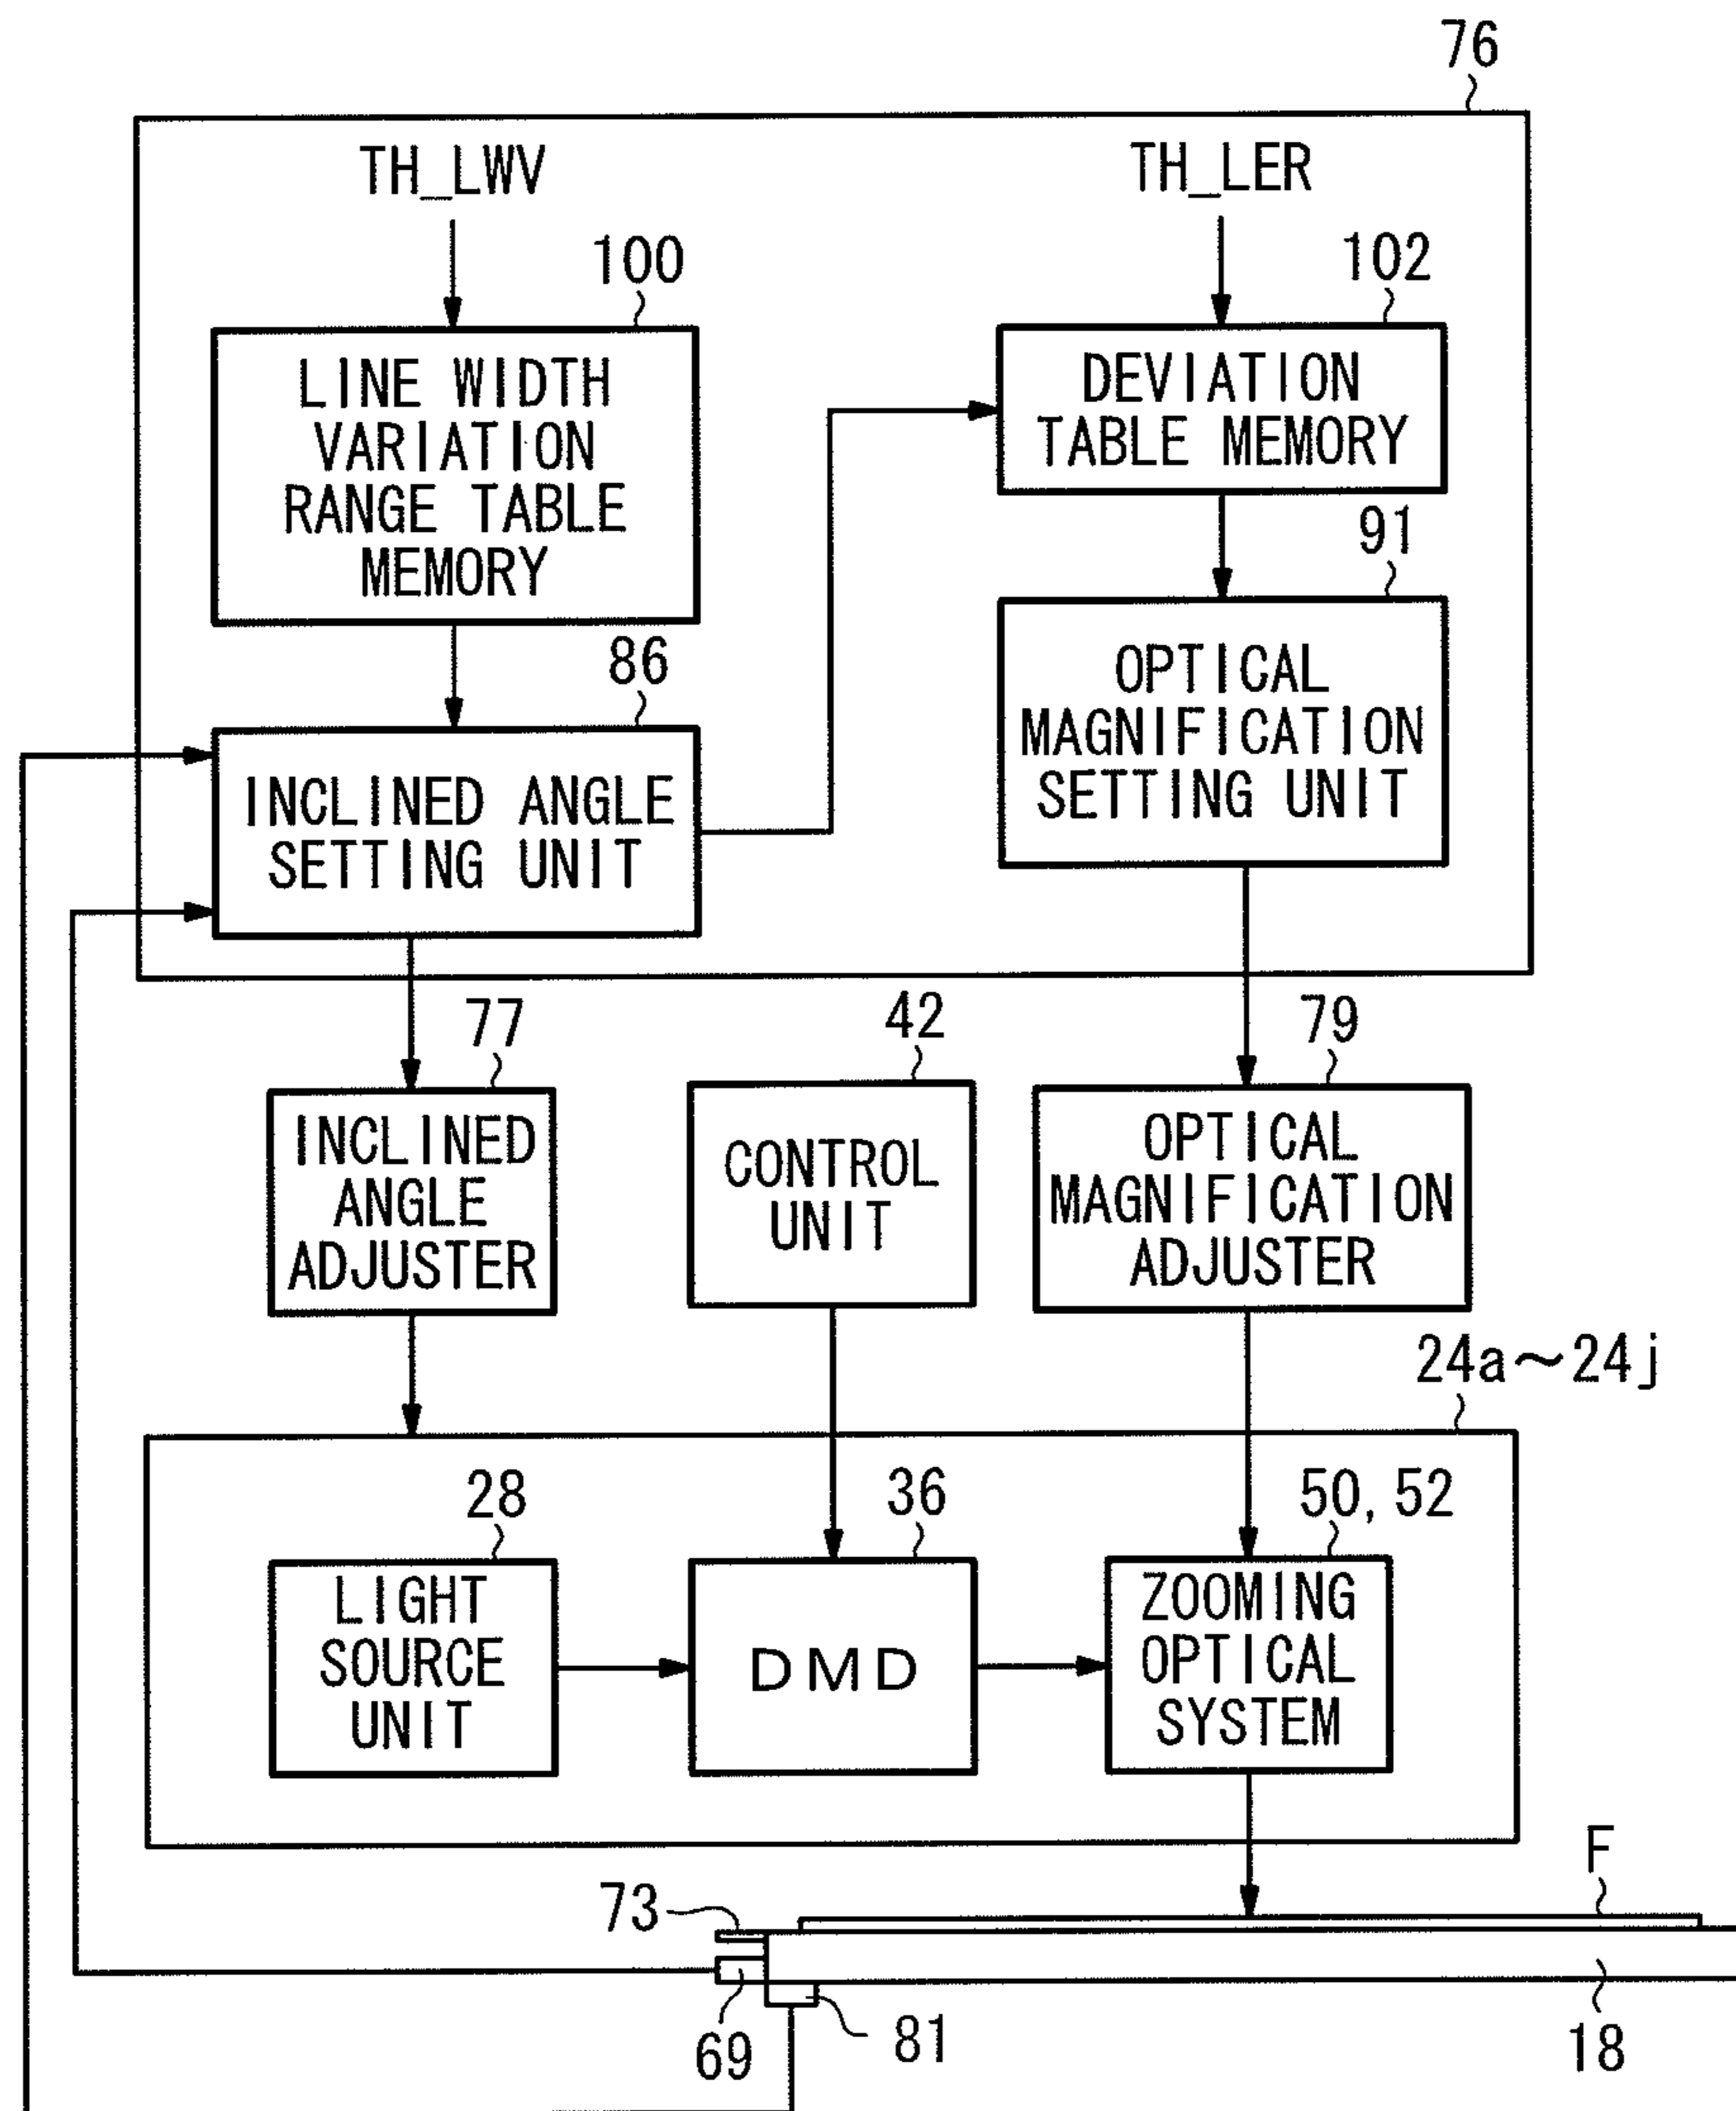 76
TH_LWV
TH_LER
100
102
LINE WIDTH
VARIATION
RANGE TABLE
MEMORY
DEVIATION
TABLE MEMORY
91
86
OPTICAL
MAGNIFICATION
SETTING UNIT
INCLINED ANGLE
SETTING UNIT
77
42
79
INCLINED
ANGLE
ADJUSTER
CONTROL
UNIT
OPTICAL
MAGNIFICATION
ADJUSTER
24a~24j
28
36
50, 52
LIGHT
SOURCE
UNIT
DMD
ZOOMING
OPTICAL
SYSTEM
F
73
69
81
18